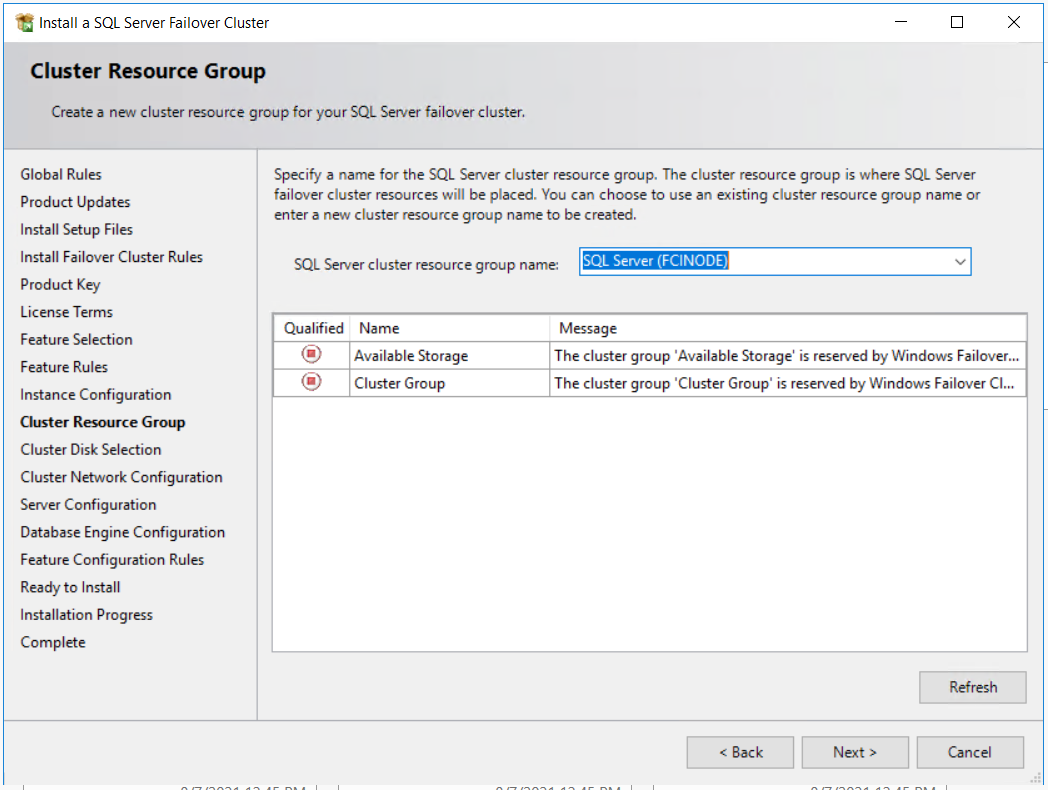 Install a SQL Server Failover Cluster
Cluster Resource Group
Create a new cluster resource group for your SQL Server failover cluster.
Global Rules
Product Updates
Install Setup Files
Install Failover Cluster Rules
Product Key
License Terms
Feature Selection
Feature Rules
Instance Configuration
Cluster Resource Group
Cluster Disk Selection
Cluster Network Configuration
Server Configuration
Database Engine Configuration
Feature Configuration Rules
Ready to Install
Installation Progress
Complete
Specify a name for the SQL Server cluster resource group. The cluster resource group is where SQL Server
failover cluster resources will be placed. You can choose to use an existing cluster resource group name or
enter a new cluster resource group name to be created.
SQL Server cluster resource group name: SQL Server (FCINODE)
Qualified Name Message
Available Storage The cluster group 'Available Storage' is reserved by Windows Failover...
Cluster Group The cluster group 'Cluster Group' is reserved by Windows Failover Cl...
Refresh
< Back Next > Cancel